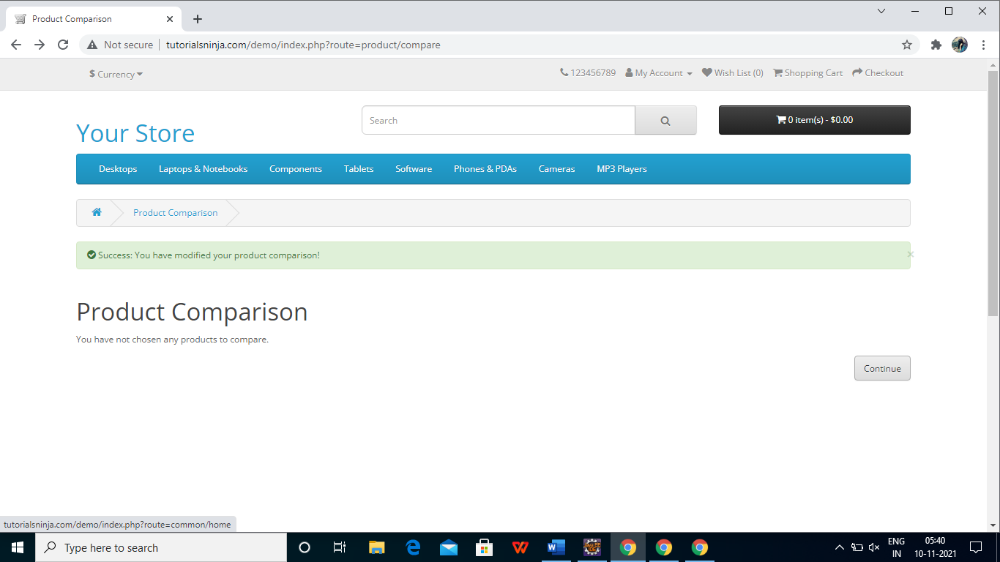 Product Comparison
Not secure tutorialsninja.com/demo/index.php?route=product/compare
$ Currency 123456789 My Account Wish List (0) Shopping Cart Checkout
Your Store Search 0 item(s) - $0.00
Desktops Laptops & Notebooks Components Tablets Software Phones & PDAs Cameras MP3 Players
Product Comparison
Success: You have modified your product comparison! ×
Product Comparison
You have not chosen any products to compare.
Continue
tutorialsninja.com/demo/index.php?route=common/home
Type here to search
W
W
Java EE
IDE
ENG
IN
05:40
10-11-2021